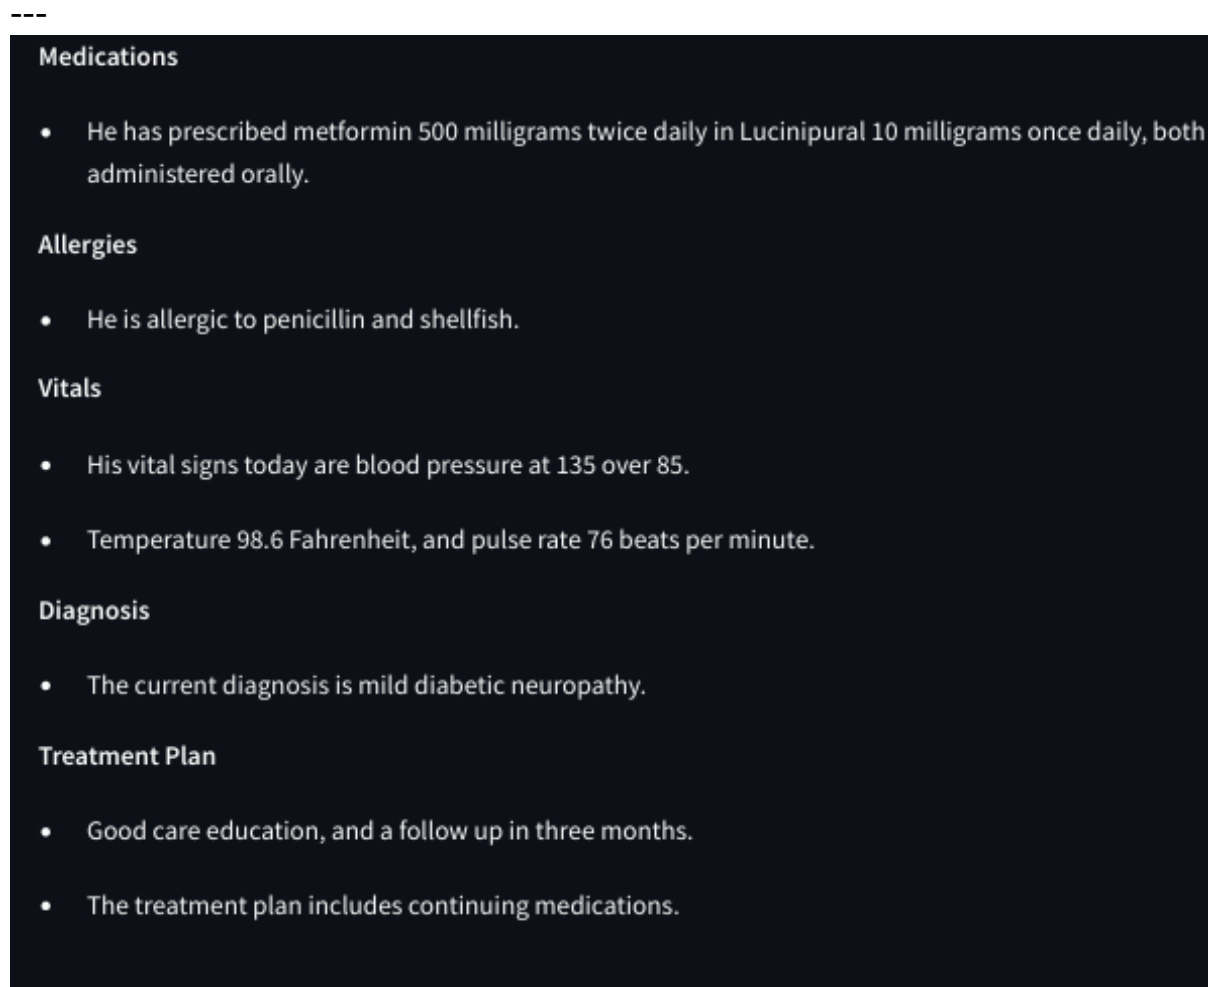 ---
Medications
• He has prescribed metformin 500 milligrams twice daily in Lucinipural 10 milligrams once daily, both
administered orally.
Allergies
• He is allergic to penicillin and shellfish.
Vitals
• His vital signs today are blood pressure at 135 over 85.
• Temperature 98.6 Fahrenheit, and pulse rate 76 beats per minute.
Diagnosis
• The current diagnosis is mild diabetic neuropathy.
Treatment Plan
• Good care education, and a follow up in three months.
• The treatment plan includes continuing medications.